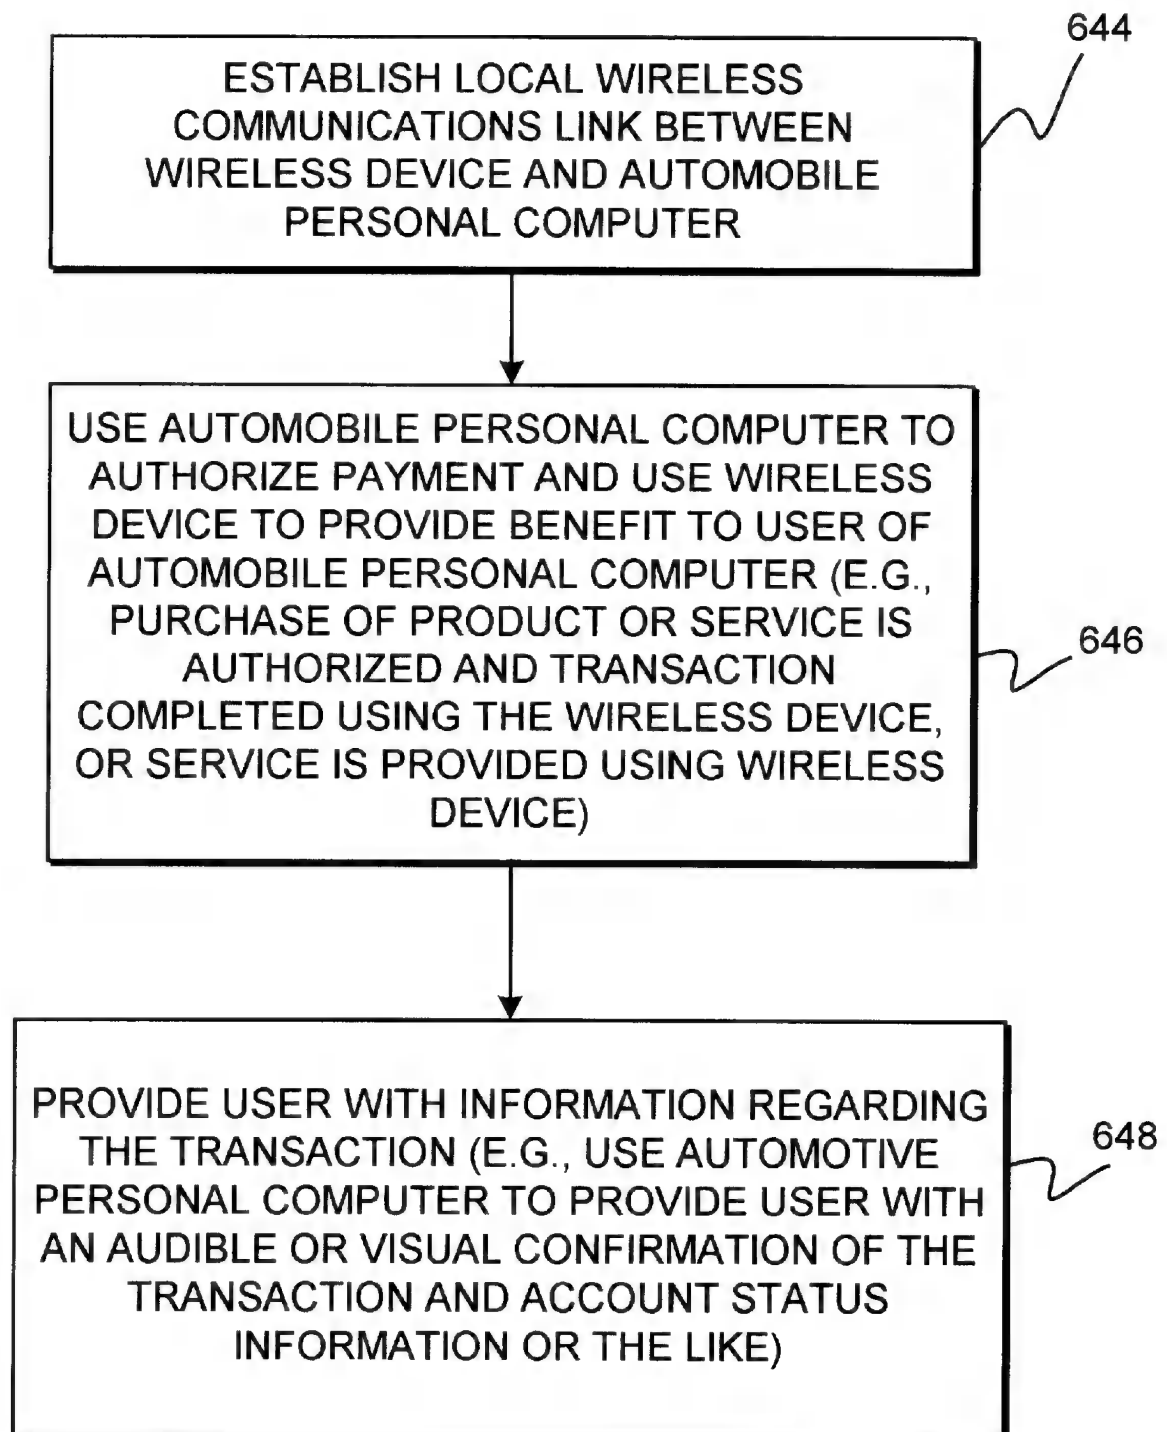 644
ESTABLISH LOCAL WIRELESS
COMMUNICATIONS LINK BETWEEN
WIRELESS DEVICE AND AUTOMOBILE
PERSONAL COMPUTER
USE AUTOMOBILE PERSONAL COMPUTER TO
AUTHORIZE PAYMENT AND USE WIRELESS
DEVICE TO PROVIDE BENEFIT TO USER OF
AUTOMOBILE PERSONAL COMPUTER (E.G.,
PURCHASE OF PRODUCT OR SERVICE IS
AUTHORIZED AND TRANSACTION
COMPLETED USING THE WIRELESS DEVICE,
OR SERVICE IS PROVIDED USING WIRELESS
DEVICE)
646
PROVIDE USER WITH INFORMATION REGARDING
THE TRANSACTION (E.G., USE AUTOMOTIVE
PERSONAL COMPUTER TO PROVIDE USER WITH
AN AUDIBLE OR VISUAL CONFIRMATION OF THE
TRANSACTION AND ACCOUNT STATUS
INFORMATION OR THE LIKE)
648